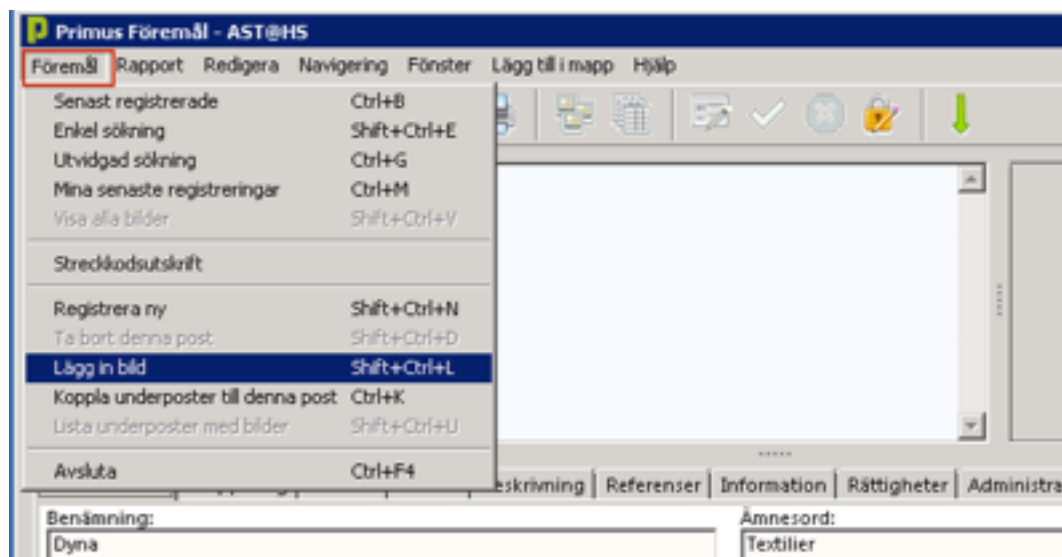 Primus Föremål - AST@HS
Föremål Rapport Redigera Navigering Fönster Lägg till i mapp Hjälp
Senast registrerade Ctrl+B
Enkel sökning Shift+Ctrl+E
Utvidgad sökning Ctrl+G
Mina senaste registreringar Ctrl+M
Visa alla bilder Shift+Ctrl+V
Streckkodsutskrift
Registrera ny Shift+Ctrl+N
Ta bort denna post Shift+Ctrl+D
Lägg in bild Shift+Ctrl+L
Koppla underposter till denna post Ctrl+K
Lista underposter med bilder Shift+Ctrl+U
Avsluta Ctrl+F4
eskrivning Referenser Information Rättigheter Administra
Benämning: Ämnesord:
Dyna Textilier